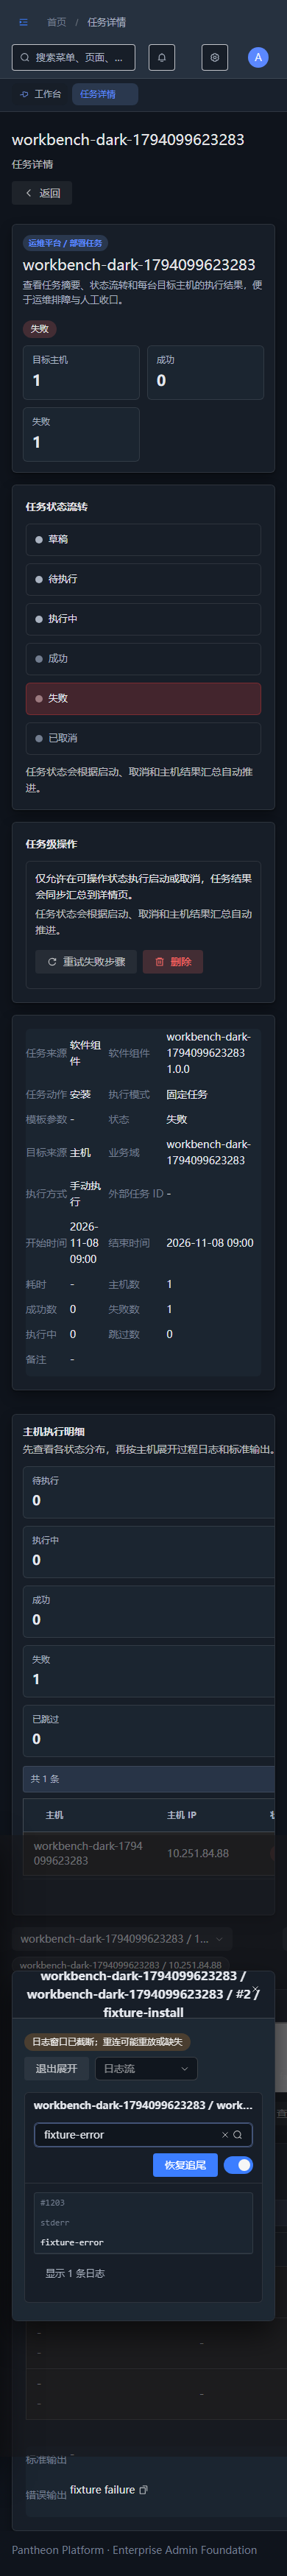 首页 / 任务详情
搜索菜单、页面、...
A
工作台 任务详情
workbench-dark-1794099623283
任务详情
返回
运维平台 / 部署任务
workbench-dark-1794099623283
查看任务摘要、状态流转和每台目标主机的执行结果，便
于运维排障与人工收口。
失败
目标主机
1
成功
0
失败
1
任务状态流转
草稿
待执行
执行中
成功
失败
已取消
任务状态会根据启动、取消和主机结果汇总自动推
进。
任务级操作
仅允许在可操作状态执行启动或取消，任务结果
会同步汇总到详情页。
任务状态会根据启动、取消和主机结果汇总自动
推进。
重试失败步骤 删除
任务来源 软件组件 软件组件 workbench-dark-1794099623283 1.0.0
任务动作 安装 执行模式 固定任务
模板参数 - 状态 失败
目标来源 主机 业务域 workbench-dark-1794099623283
执行方式 手动执行 外部任务 ID -
开始时间 2026-11-08 09:00 结束时间 2026-11-08 09:00
耗时 - 主机数 1
成功数 0 失败数 1
执行中 0 跳过数 0
备注 -
主机执行明细
先查看各状态分布，再按主机展开过程日志和标准输出。
待执行
0
执行中
0
成功
0
失败
1
已跳过
0
共 1 条
主机 主机 IP
workbench-dark-1794
099623283
10.251.84.88
workbench-dark-1794099623283 / 1...
workbench-dark-1794099623283 / 10.251.84.88
workbench-dark-1794099623283 /
workbench-dark-1794099623283 / #2 /
fixture-install
日志窗口已截断；重连可能重放或缺失
退出展开 日志流
workbench-dark-1794099623283 / work...
fixture-error
恢复追尾
#1203
stderr
fixture-error
显示 1 条日志
-
-
-
-
-
-
标准输出 -
错误输出 fixture failure
Pantheon Platform · Enterprise Admin Foundation